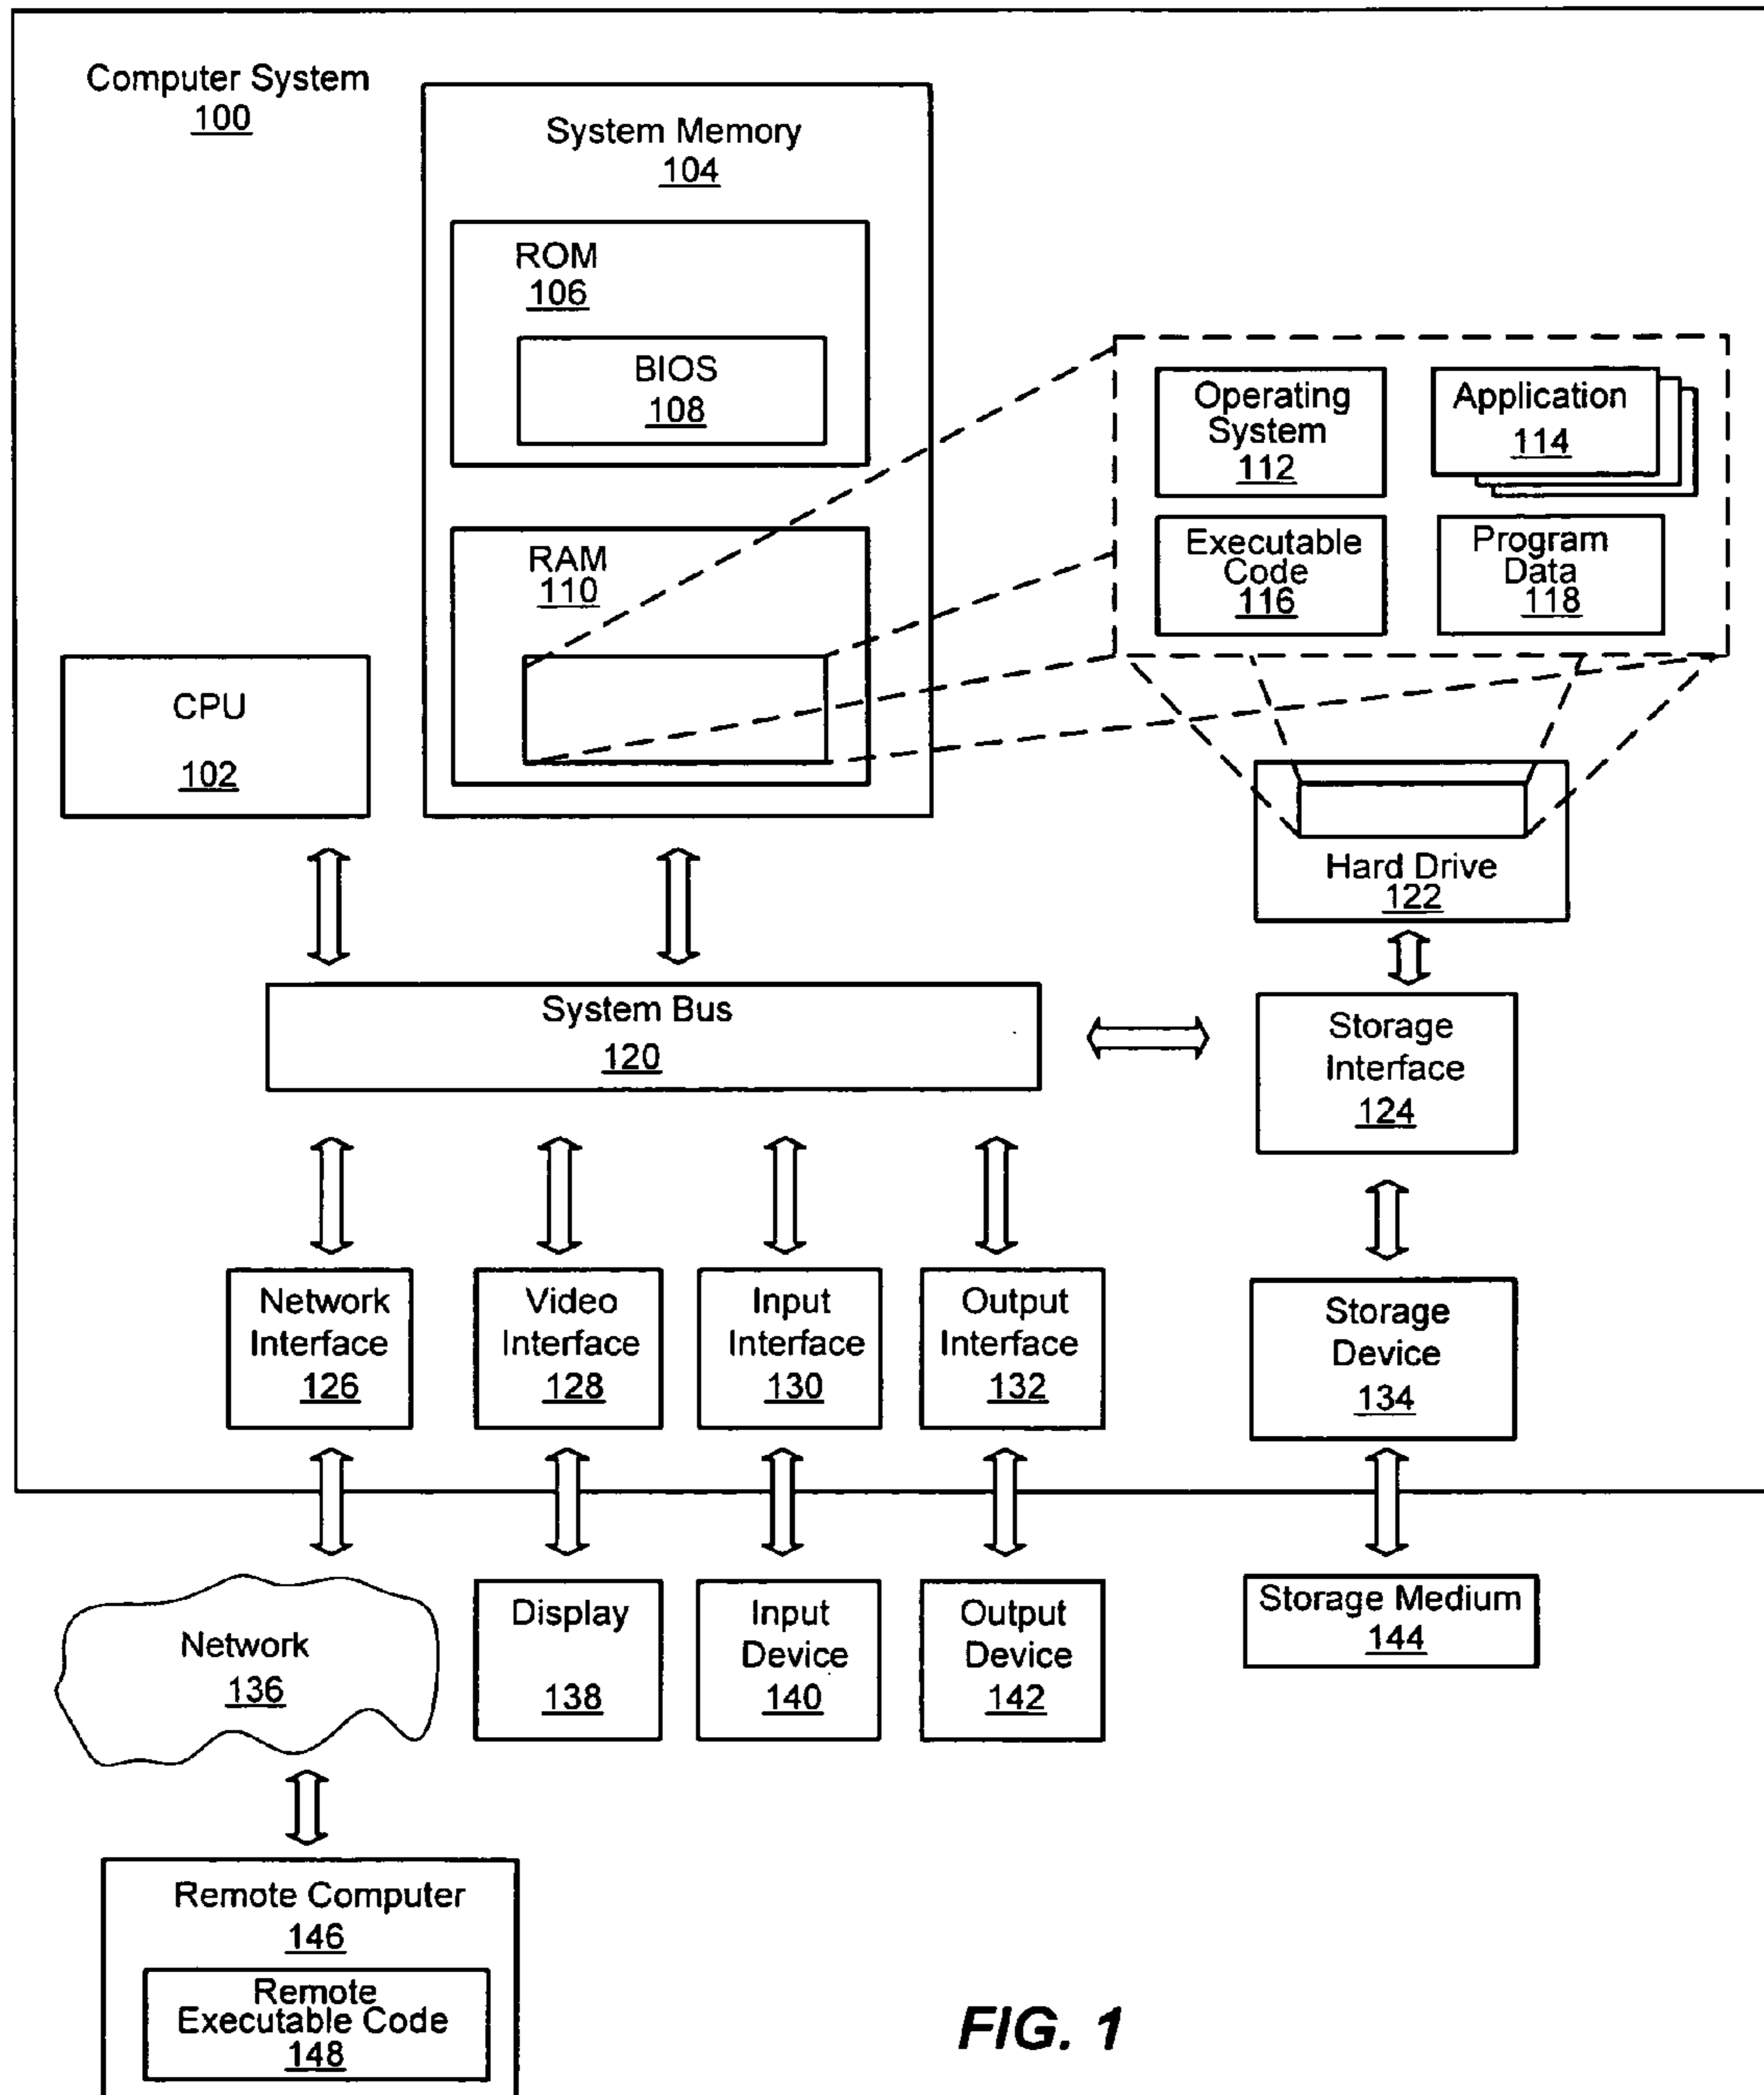 Computer System
100
System Memory
104
ROM
106
BIOS
108
RAM
110
Operating
System
112
Application
114
Executable
Code
116
Program
Data
118
CPU
102
Hard Drive
122
System Bus
120
Storage
Interface
124
Network
Interface
126
Video
Interface
128
Input
Interface
130
Output
Interface
132
Storage
Device
134
Network
136
Display
138
Input
Device
140
Output
Device
142
Storage Medium
144
Remote Computer
146
Remote
Executable Code
148
FIG. 1